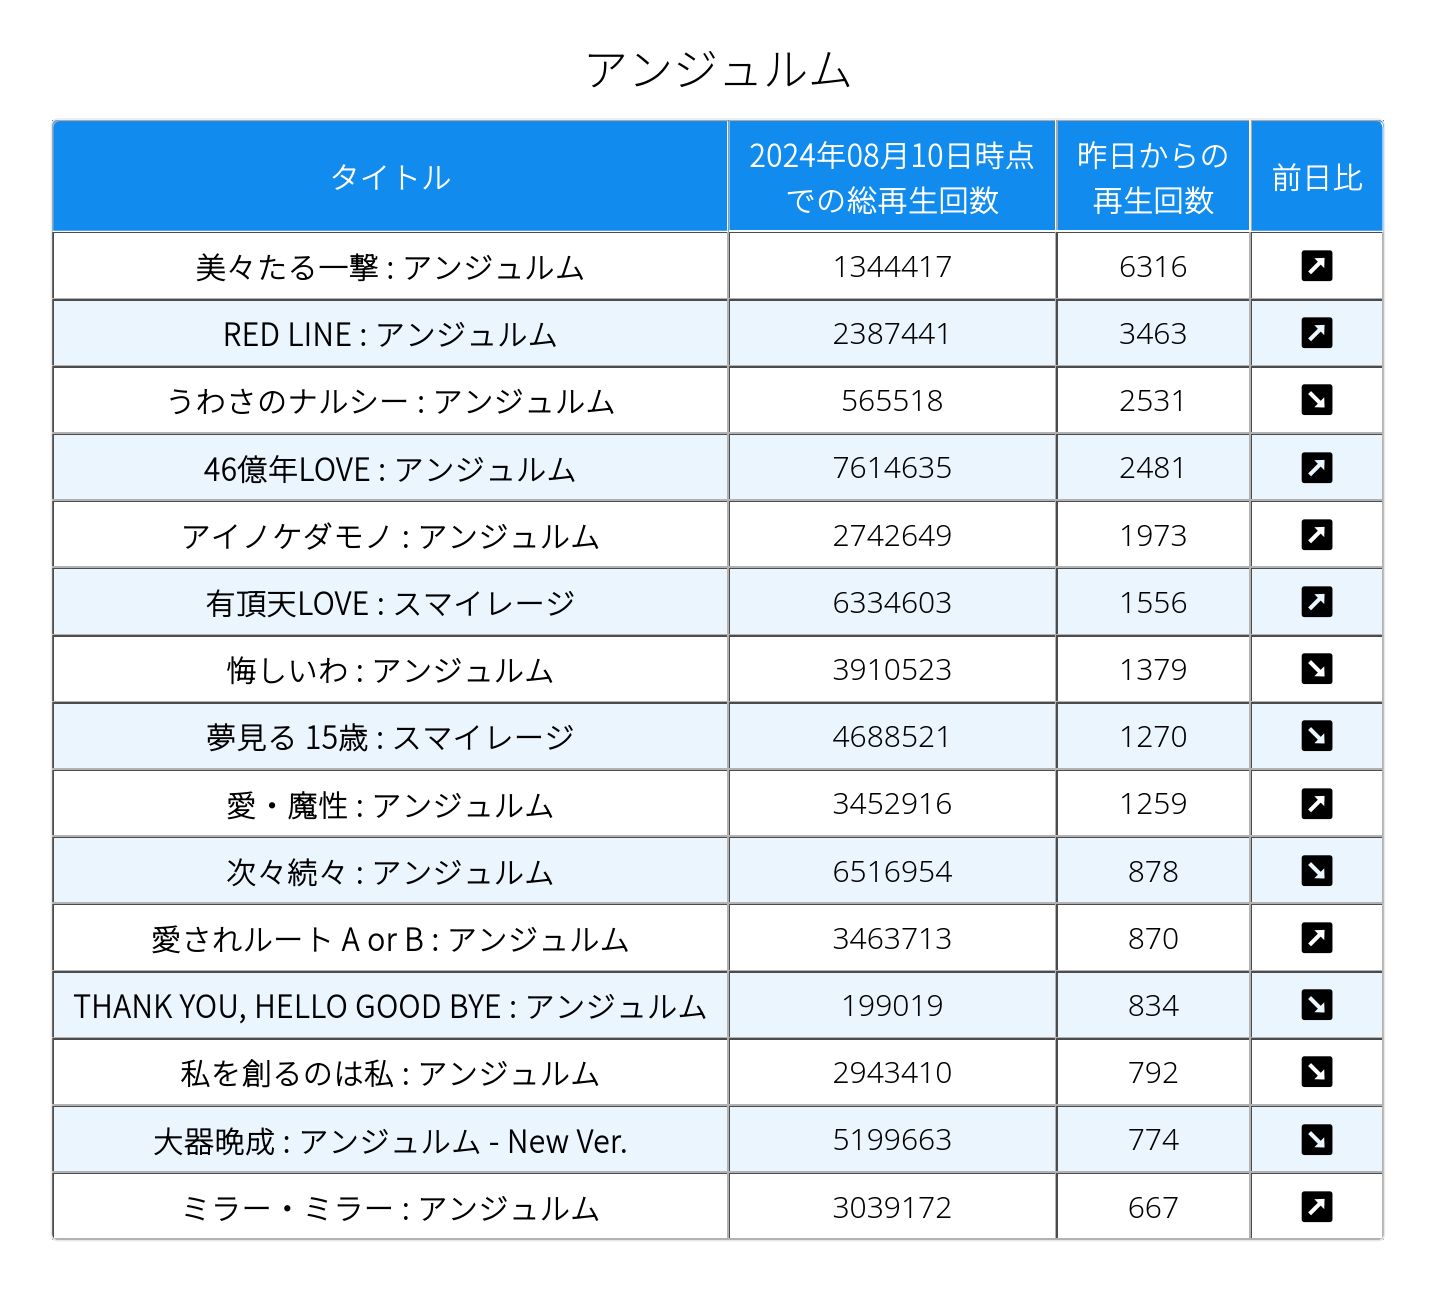 アンジュルム
タイトル
2024年08月10日時点
での総再生回数
昨日からの
再生回数
前日比
美々たる一撃 : アンジュルム 1344417 6316 ↗
RED LINE : アンジュルム 2387441 3463 ↗
うわさのナルシー : アンジュルム 565518 2531 ↘
46億年LOVE : アンジュルム 7614635 2481 ↗
アイノケダモノ : アンジュルム 2742649 1973 ↗
有頂天LOVE : スマイレージ 6334603 1556 ↗
悔しいわ : アンジュルム 3910523 1379 ↘
夢見る 15歳 : スマイレージ 4688521 1270 ↘
愛・魔性 : アンジュルム 3452916 1259 ↗
次々続々 : アンジュルム 6516954 878 ↘
愛されルート A or B : アンジュルム 3463713 870 ↗
THANK YOU, HELLO GOOD BYE : アンジュルム 199019 834 ↘
私を創るのは私 : アンジュルム 2943410 792 ↘
大器晩成 : アンジュルム - New Ver. 5199663 774 ↘
ミラー・ミラー : アンジュルム 3039172 667 ↗